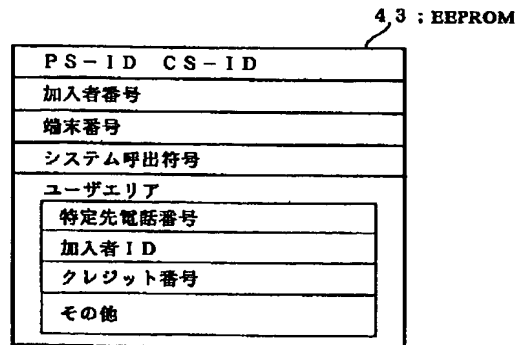 43;EEPROM
PS-ID CS-ID
加入者番号
端末番号
システム呼出符号
ユーザエリア
特定先電話番号
加入者ID
クレジット番号
その他